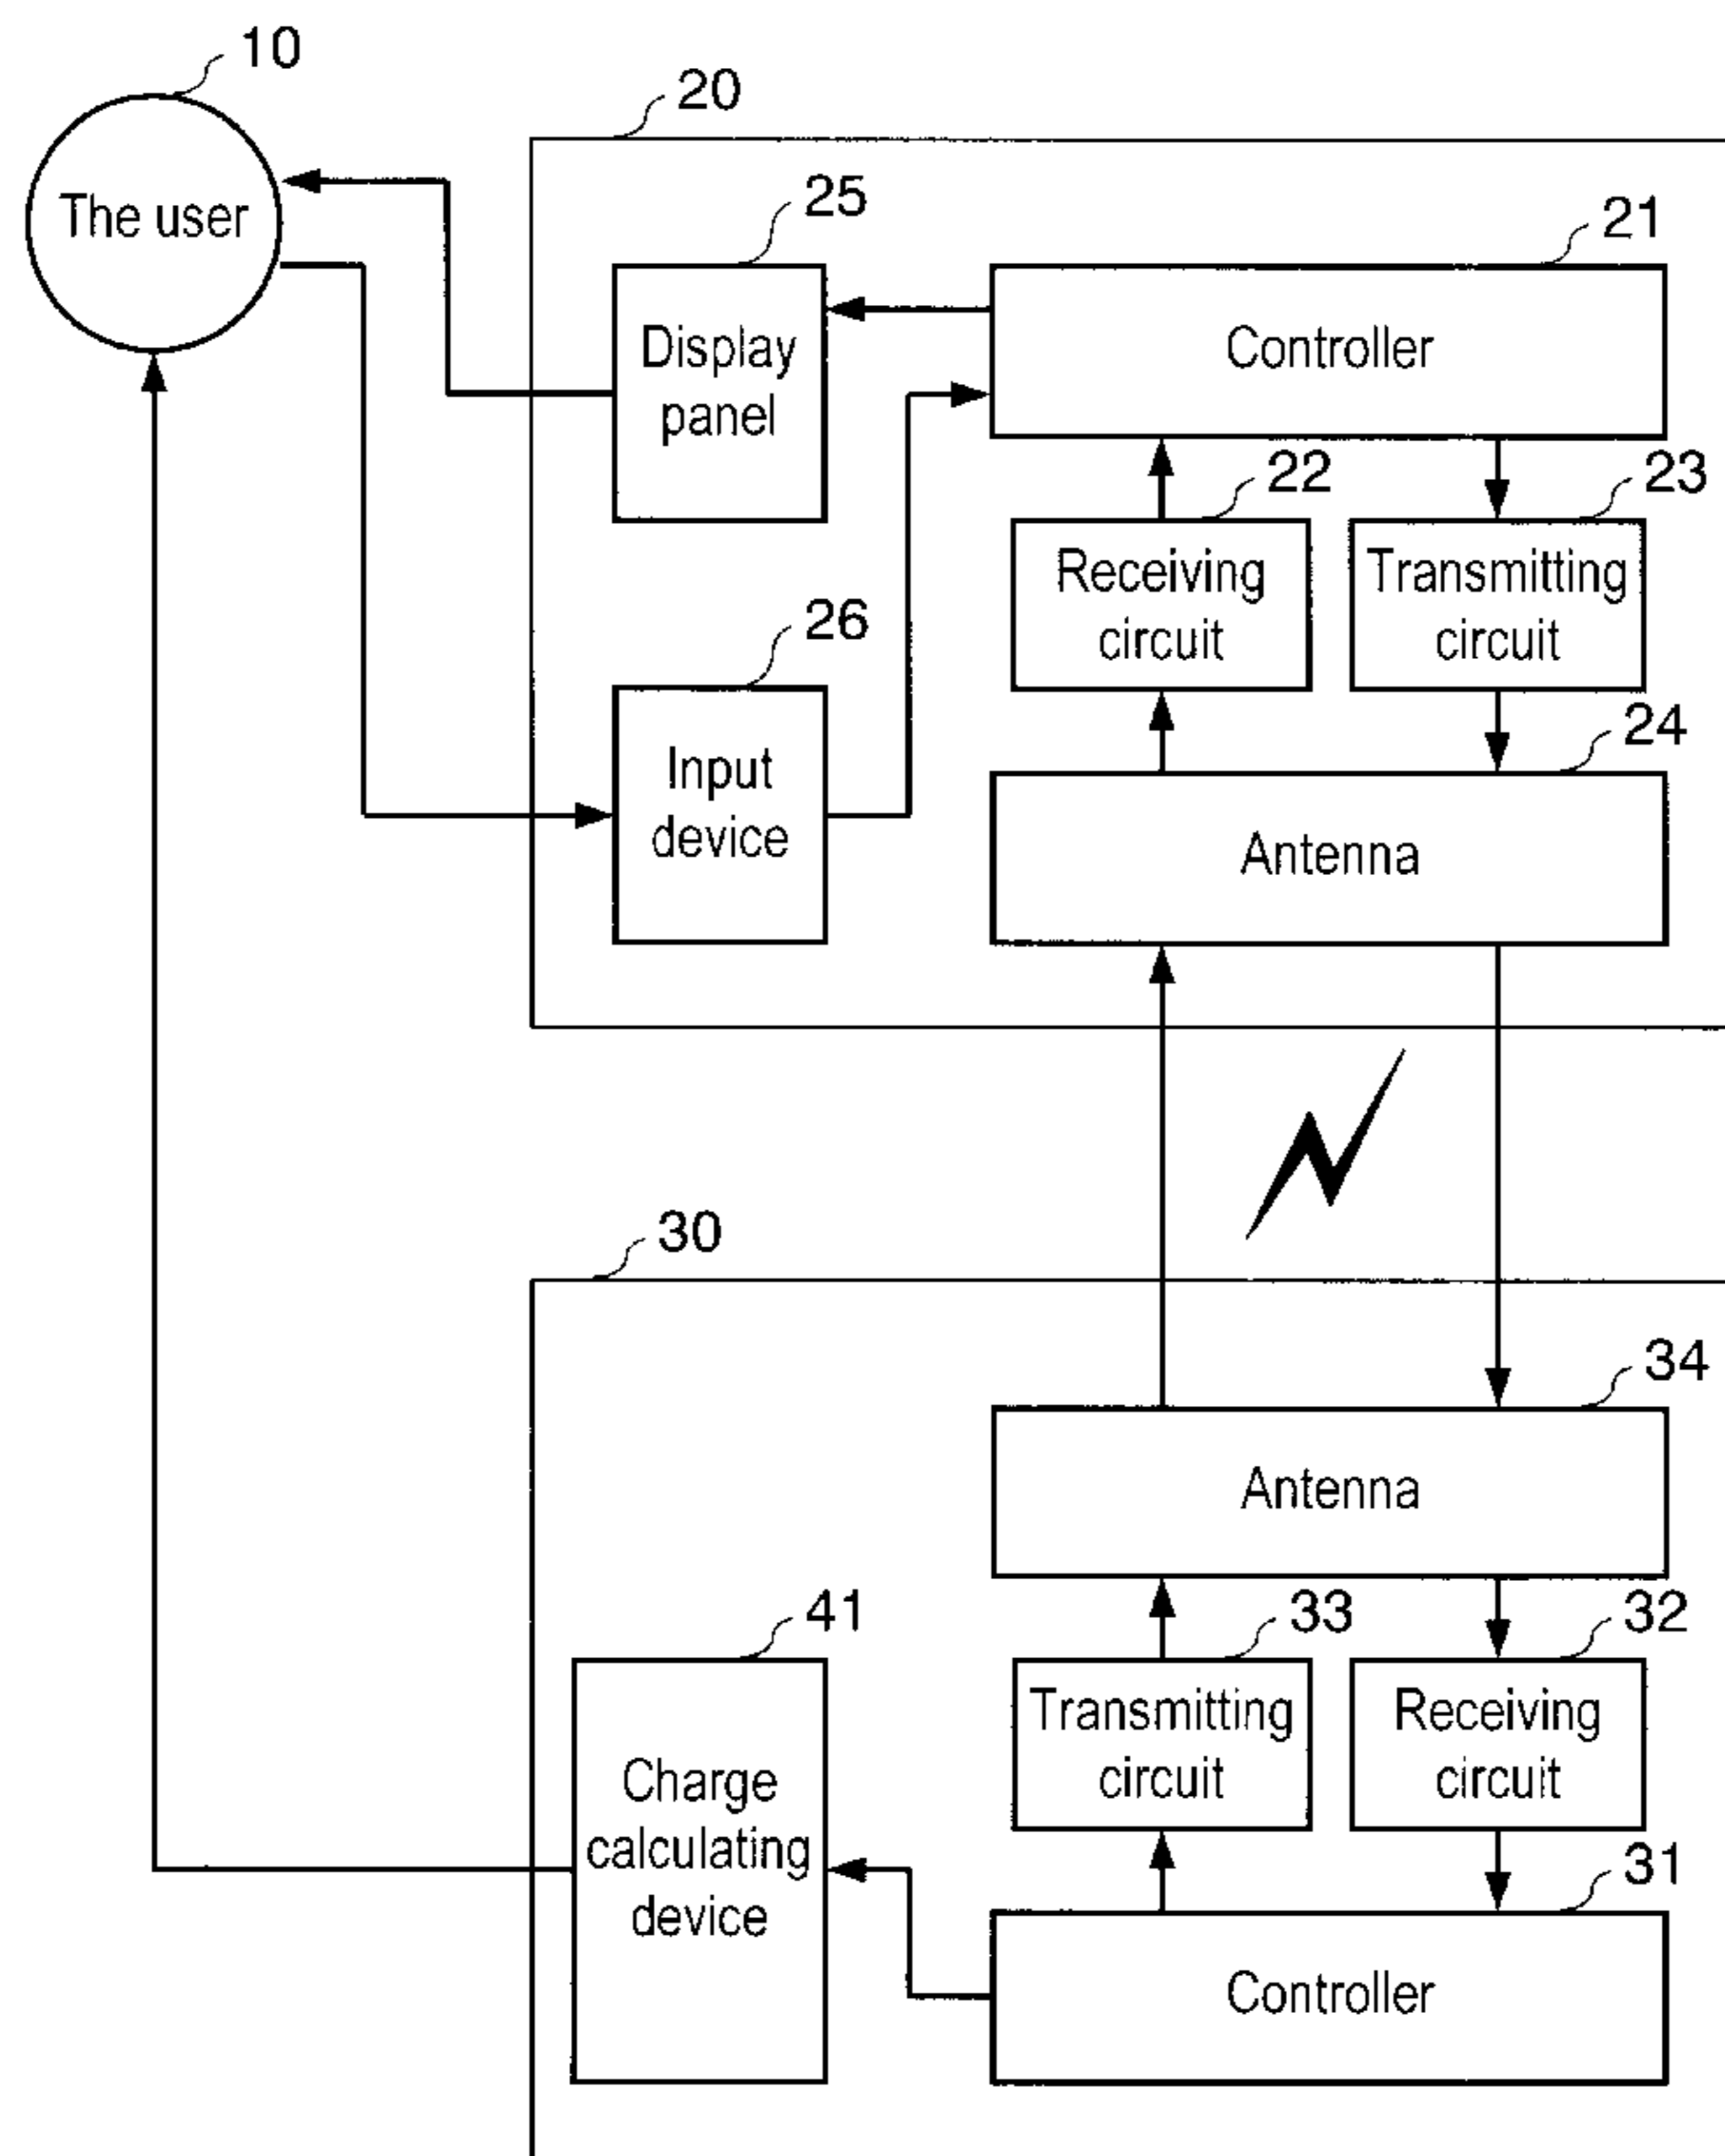 10
20
The user
25
21
Display
panel
Controller
22
23
Receiving
circuit
Transmitting
circuit
26
24
Input
device
Antenna
30
34
Antenna
41
33
32
Transmitting
circuit
Receiving
circuit
Charge
calculating
device
31
Controller